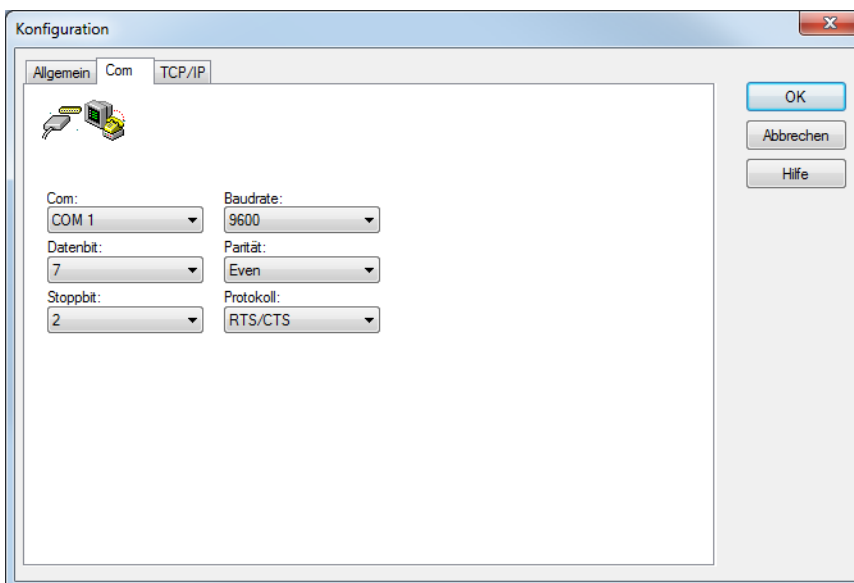 Konfiguration
Allgemein Com TCP/IP
OK
Abbrechen
Hilfe
Com: Baudrate:
COM 1 9600
Datenbit: Parität:
7 Even
Stoppbit: Protokoll:
2 RTS/CTS